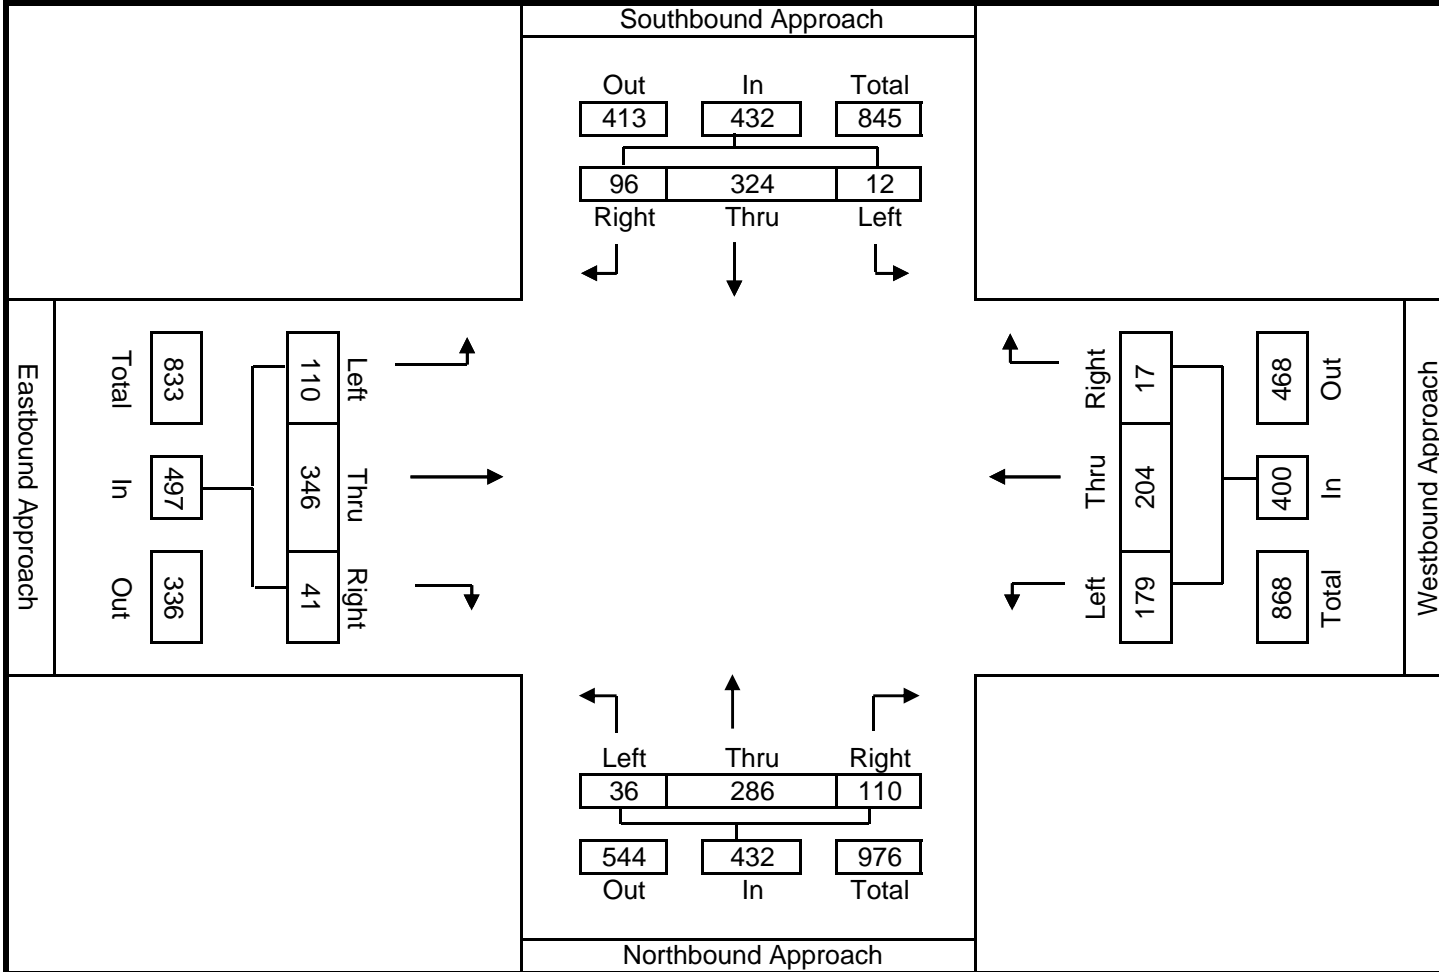 Southbound Approach
Out In Total
413 432 845
96 324 12
Right Thru Left
Eastbound Approach
Total In Out
833 497 336
110 346 41
Left Thru Right
Right Thru Left
17 204 179
468 400 868
Out In Total
Westbound Approach
Left Thru Right
36 286 110
544 432 976
Out In Total
Northbound Approach